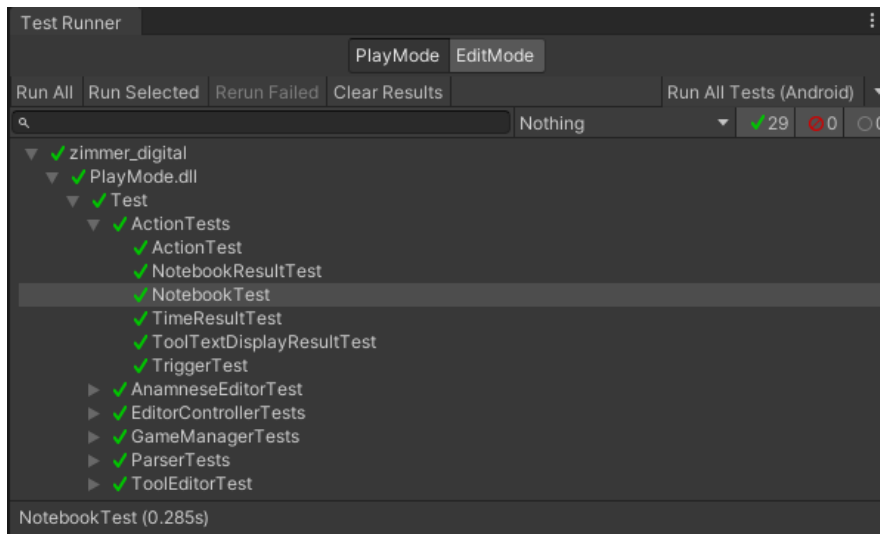 Test Runner
PlayMode EditMode
Run All Run Selected Rerun Failed Clear Results Run All Tests (Android)
Nothing 29 0 0
zimmer_digital
PlayMode.dll
Test
ActionTests
ActionTest
NotebookResultTest
NotebookTest
TimeResultTest
ToolTextDisplayResultTest
TriggerTest
AnamneseEditorTest
EditorControllerTests
GameManagerTests
ParserTests
ToolEditorTest
NotebookTest (0.285s)